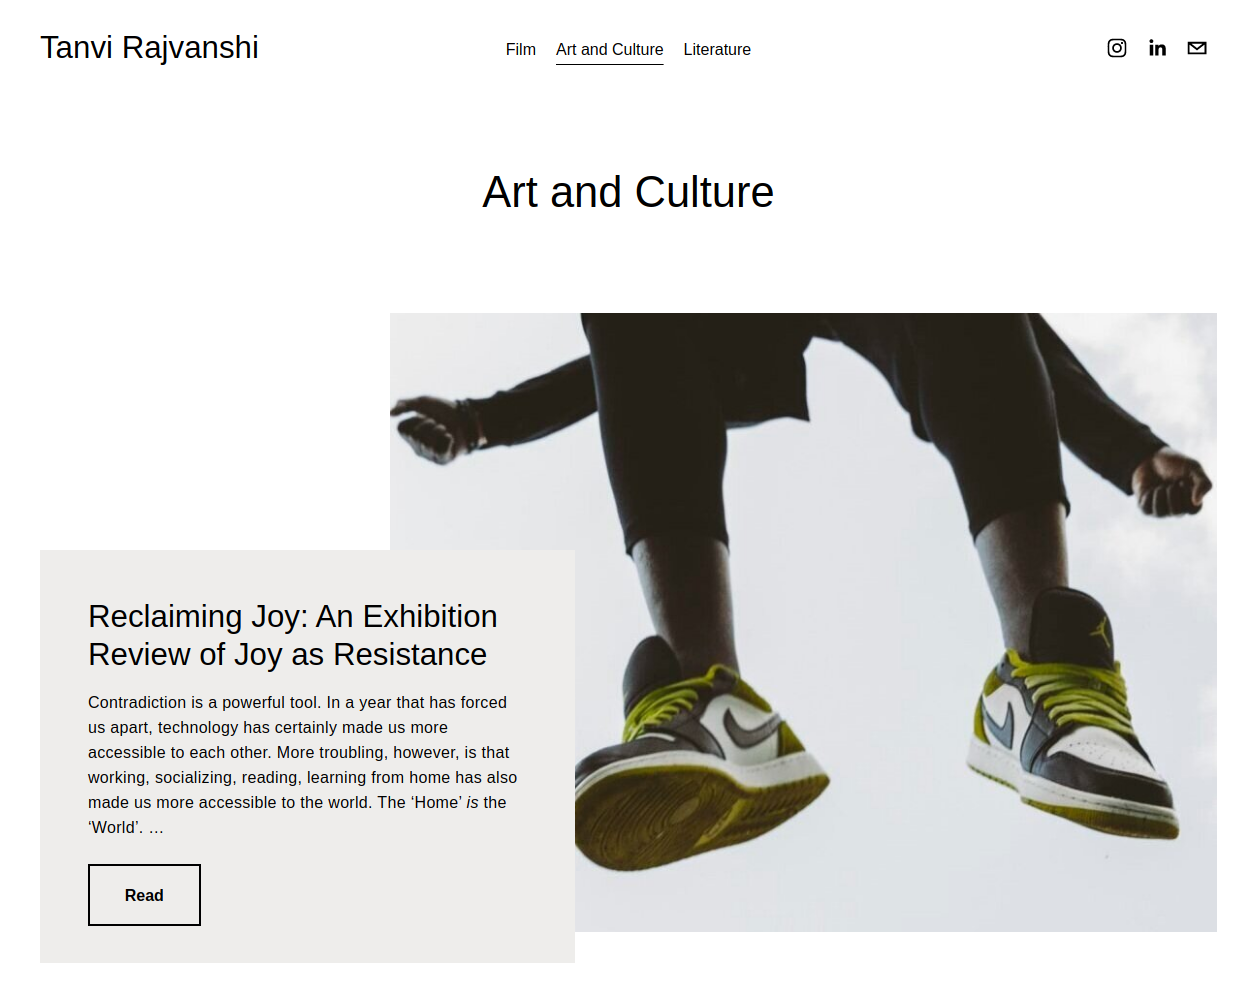 Tanvi Rajvanshi
Film
Art and Culture
Literature
Art and Culture
Reclaiming Joy: An Exhibition
Review of Joy as Resistance
Contradiction is a powerful tool. In a year that has forced
us apart, technology has certainly made us more
accessible to each other. More troubling, however, is that
working, socializing, reading, learning from home has also
made us more accessible to the world. The ‘Home’ is the
‘World’. …
Read